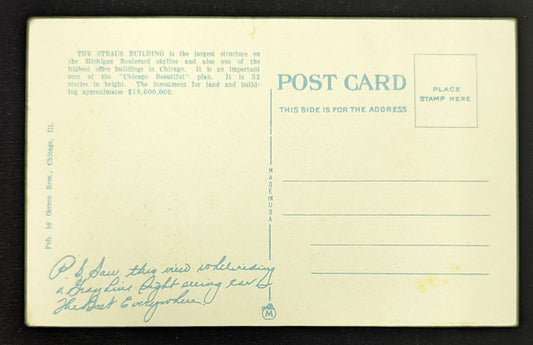 THE STRAUS BUILDING is the largest structure on
the Michigan Boulevard skyline and also one of the
highest office buildings in Chicago. It is an important
unit of the "Chicago Beautiful" plan. It is 32
stories in height. The investment for land and build-
ing approximates $18,000,000.
POST CARD
THIS SIDE IS FOR THE ADDRESS
PLACE
STAMP HERE
MADE IN USA
Pub. by Gerson Bros., Chicago, Ill.
P.S. Saw this view while riding
a Gray Line sight seeing car
The Best Everywhere.
M